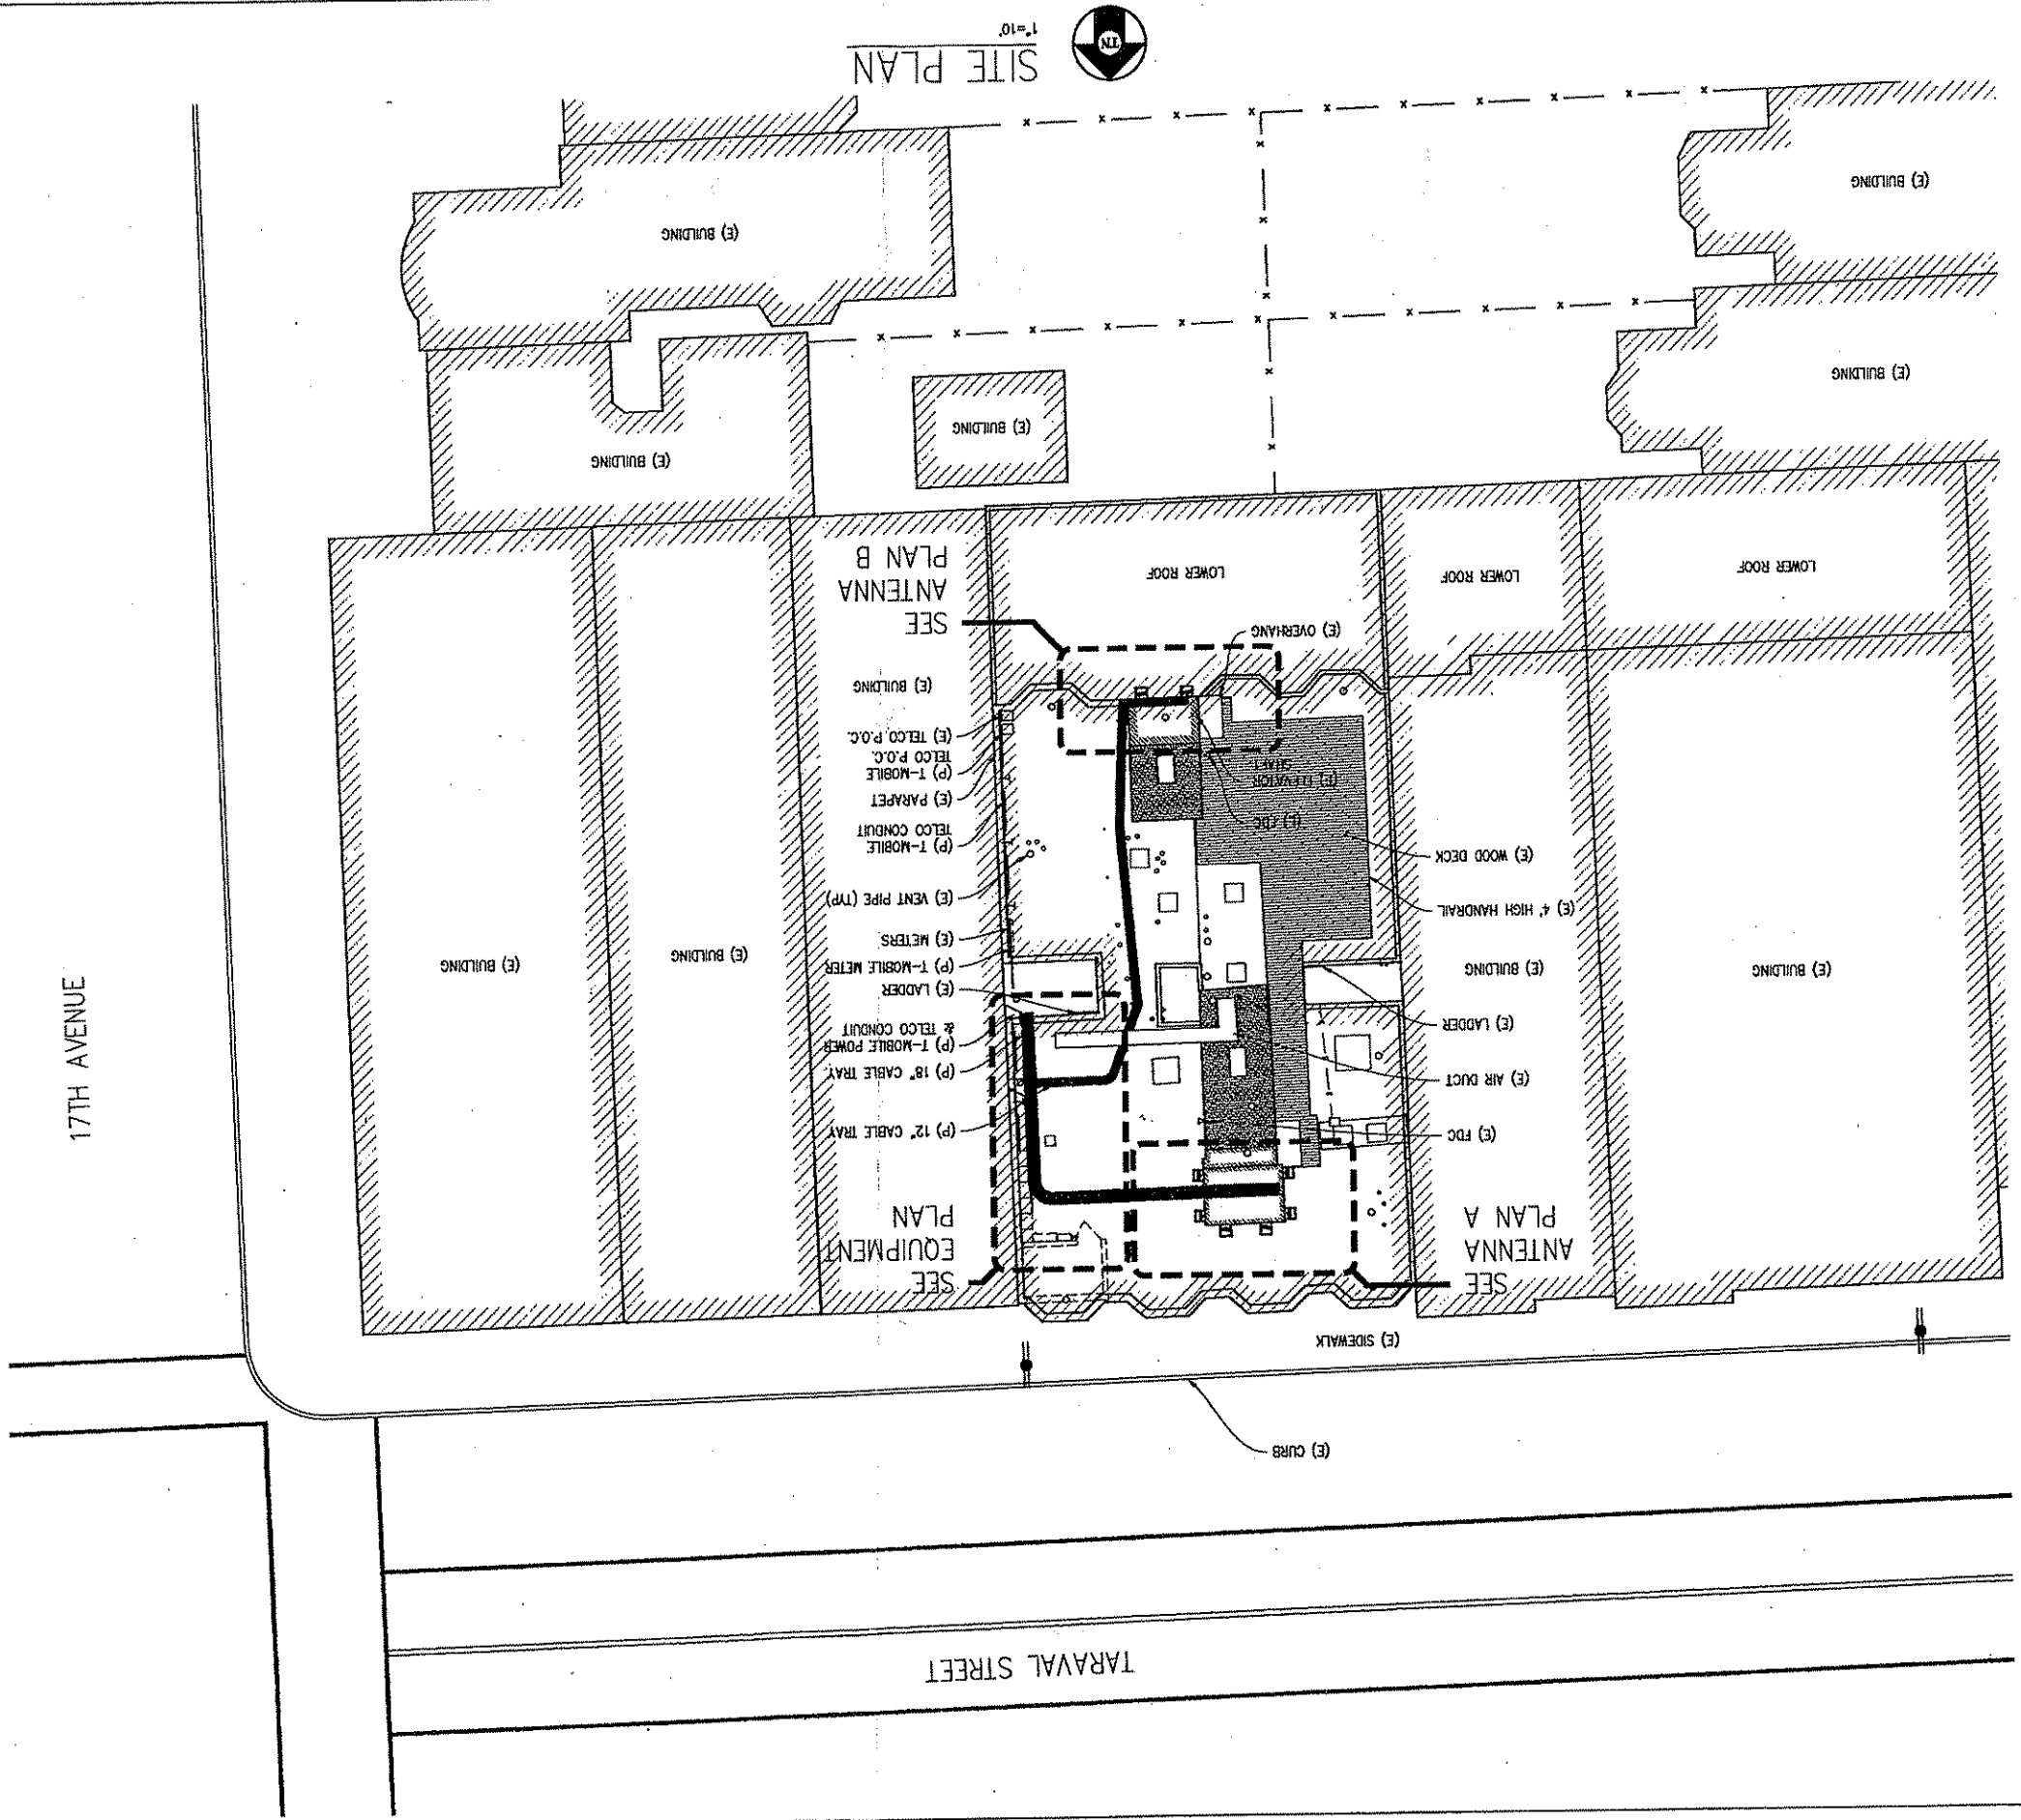 TARAVAL STREET
(E) CURB
(E) SIDEWALK
17TH AVENUE
SEE
ANTENNA
PLAN A
SEE
EQUIPMENT
PLAN
(E) FDC
(E) AIR DUCT
(E) LADDER
(E) BUILDING
(E) 4' HIGH HANDRAIL
(E) WOOD DECK
(E) BUILDING
(P) 12" CABLE TRAY
(P) 18" CABLE TRAY
(P) T-MOBILE POWER
& TELCO CONDUIT
(E) LADDER
(P) T-MOBILE METER
(E) METERS
(E) VENT PIPE (TYP)
(P) T-MOBILE
TELCO CONDUIT
(E) PARAPET
(P) T-MOBILE
TELCO P.O.C.
(E) TELCO P.O.C.
(E) BUILDING
(E) BUILDING
(E) BUILDING
(E) FDC
(E) ELEVATOR
SHAFT
(E) OVERHANG
SEE
ANTENNA
PLAN B
LOWER ROOF
LOWER ROOF
LOWER ROOF
(E) BUILDING
(E) BUILDING
(E) BUILDING
(E) BUILDING
(E) BUILDING
TN
SITE PLAN
1"=10'